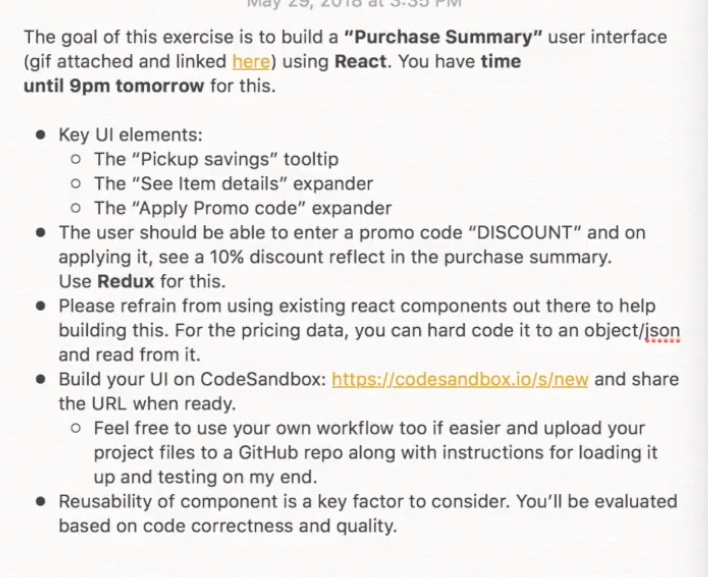 May 29, 2018 at 3:35 PM
The goal of this exercise is to build a “Purchase Summary” user interface
(gif attached and linked here) using React. You have time
until 9pm tomorrow for this.
● Key UI elements:
○ The “Pickup savings” tooltip
○ The “See Item details” expander
○ The “Apply Promo code” expander
● The user should be able to enter a promo code “DISCOUNT” and on
applying it, see a 10% discount reflect in the purchase summary.
Use Redux for this.
● Please refrain from using existing react components out there to help
building this. For the pricing data, you can hard code it to an object/json
and read from it.
● Build your UI on CodeSandbox: https://codesandbox.io/s/new and share
the URL when ready.
○ Feel free to use your own workflow too if easier and upload your
project files to a GitHub repo along with instructions for loading it
up and testing on my end.
● Reusability of component is a key factor to consider. You’ll be evaluated
based on code correctness and quality.